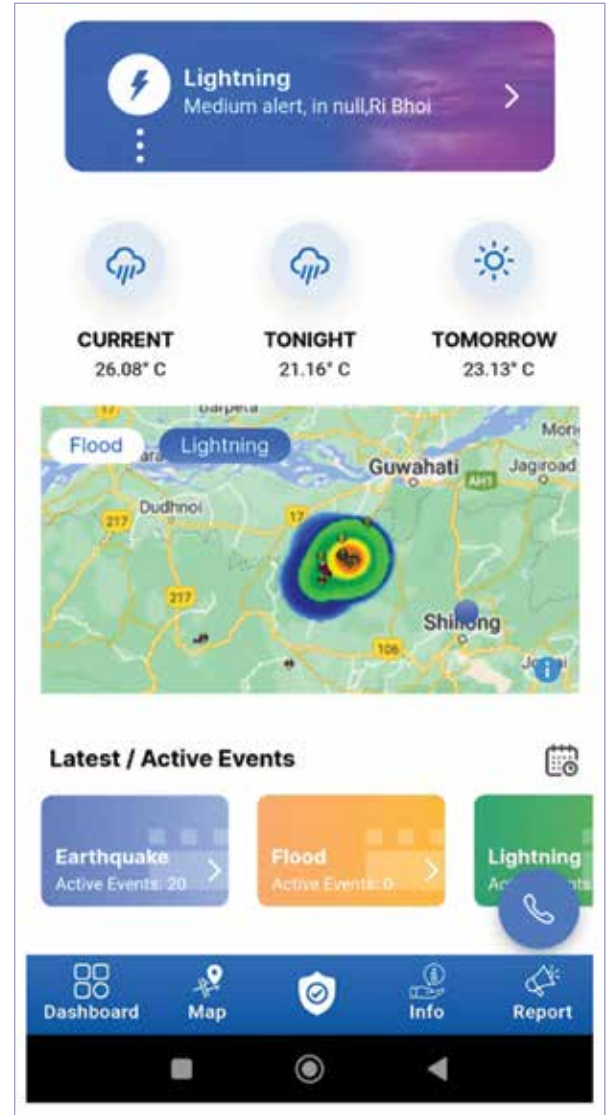 Lightning
Medium alert, in null,Ri Bhoi
CURRENT
26.08° C
TONIGHT
21.16° C
TOMORROW
23.13° C
17
Flood
Lightning
Guwahati
AH1
Jagiroad
Dudhnoi
217
17
217
106
Latest / Active Events
Earthquake
Active Events: 20
Flood
Active Events: 0
Lightning
Dashboard
Map
Info
Report